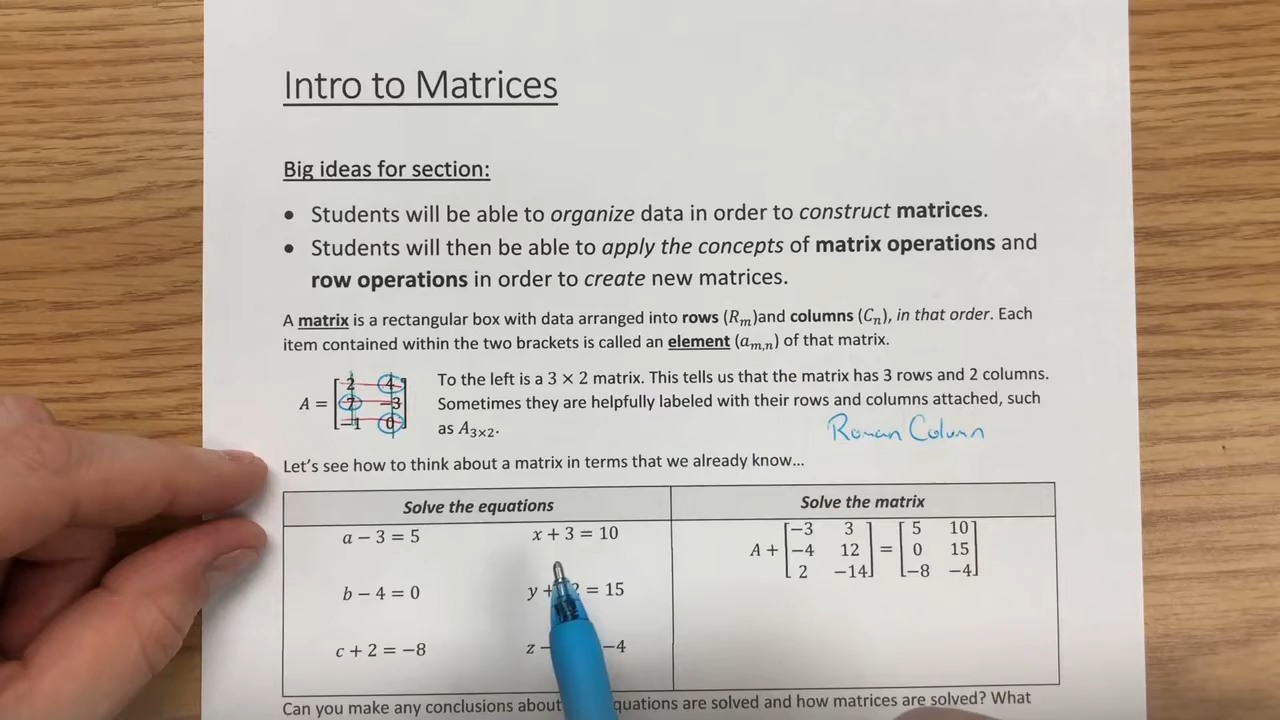 Intro to Matrices
Big ideas for section:
• Students will be able to organize data in order to construct matrices.
• Students will then be able to apply the concepts of matrix operations and
row operations in order to create new matrices.
A matrix is a rectangular box with data arranged into rows (Rₘ)and columns (Cₙ), in that order. Each
item contained within the two brackets is called an element (aₘ,ₙ) of that matrix.
A = [2 4
7 −3
−1 0]
To the left is a 3 × 2 matrix. This tells us that the matrix has 3 rows and 2 columns.
Sometimes they are helpfully labeled with their rows and columns attached, such
as A₃ₓ₂.
Roman Column
Let's see how to think about a matrix in terms that we already know...
Solve the equations
a − 3 = 5 x + 3 = 10
b − 4 = 0 y + = 15
c + 2 = −8 z − −4
Solve the matrix
A + [−3 3
−4 12
2 −14] = [5 10
0 15
−8 −4]
Can you make any conclusions about equations are solved and how matrices are solved? What